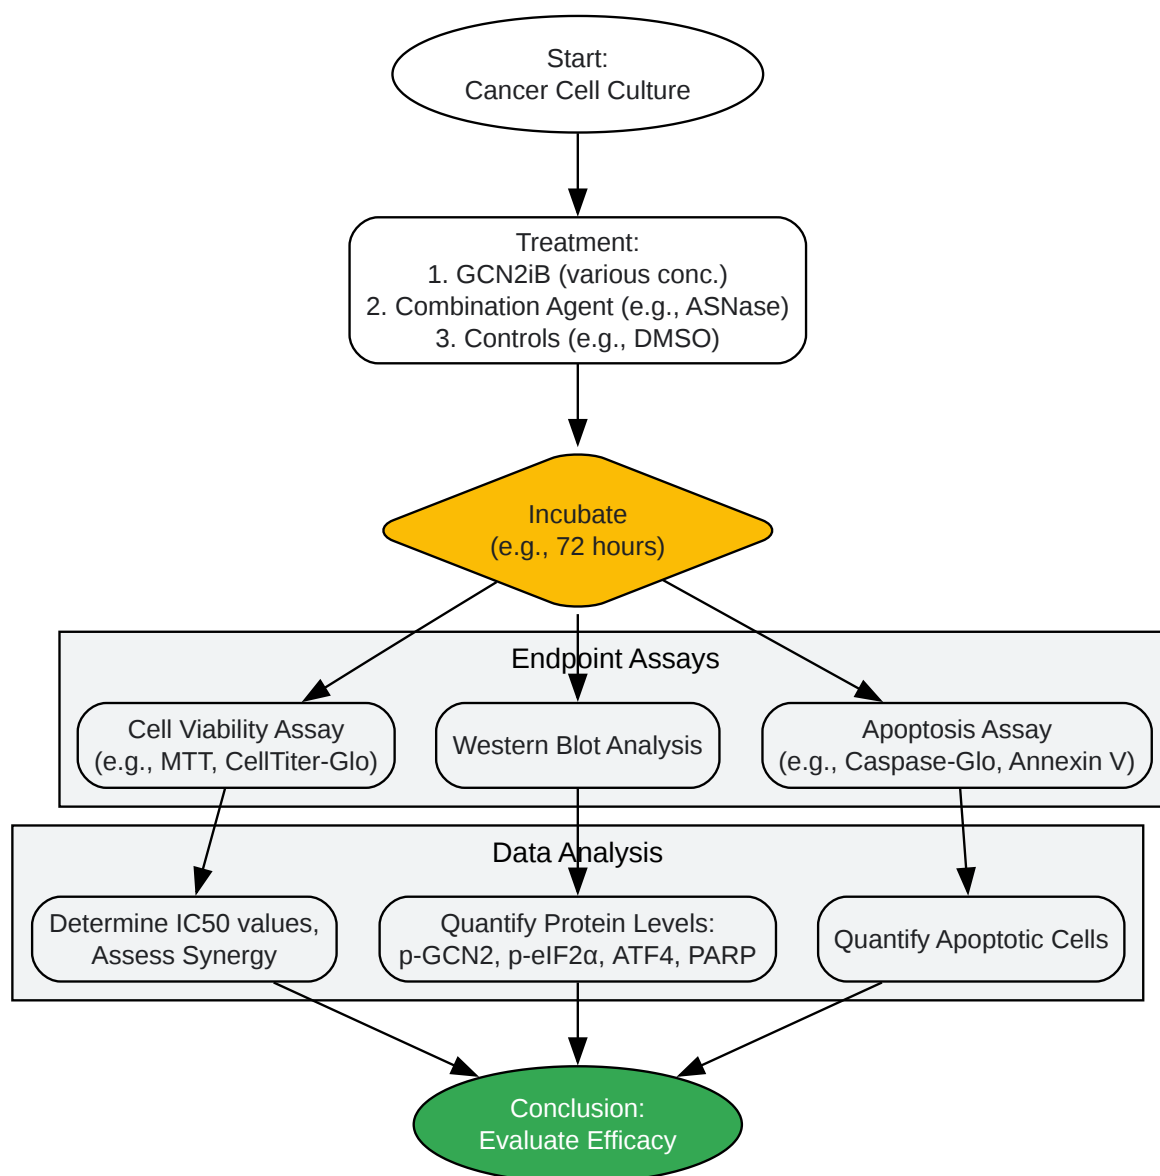 Start:
Cancer Cell Culture
Treatment:
1. GCN2iB (various conc.)
2. Combination Agent (e.g., ASNase)
3. Controls (e.g., DMSO)
Incubate
(e.g., 72 hours)
Endpoint Assays
Cell Viability Assay
(e.g., MTT, CellTiter-Glo)
Western Blot Analysis
Apoptosis Assay
(e.g., Caspase-Glo, Annexin V)
Data Analysis
Determine IC50 values,
Assess Synergy
Quantify Protein Levels:
p-GCN2, p-eIF2α, ATF4, PARP
Quantify Apoptotic Cells
Conclusion:
Evaluate Efficacy